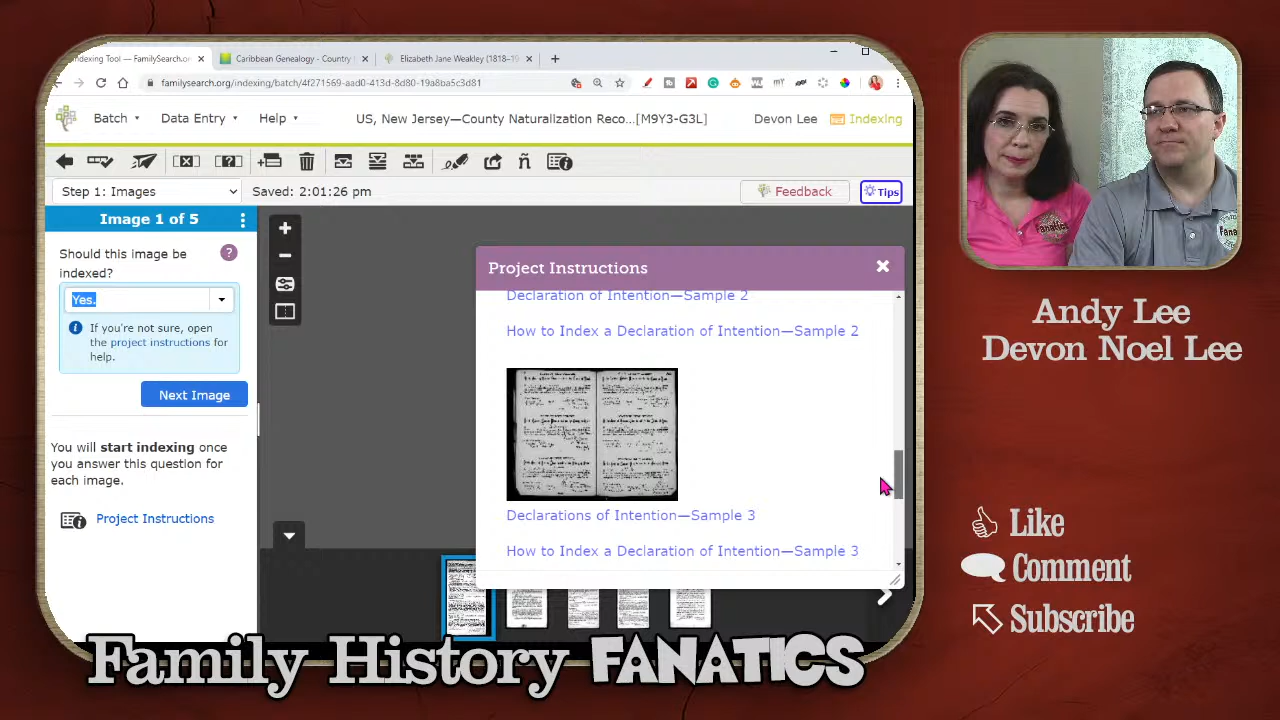 Indexing Tool — FamilySearch.or
Caribbean Genealogy - Country
Elizabeth Jane Weakley (1818–19
familysearch.org/indexing/batch/4f271569-aad0-413d-8d80-19a8ba5c3d81
Batch
Data Entry
Help
US, New Jersey—County Naturalization Reco...[M9Y3-G3L]
Devon Lee
Indexing
Step 1: Images
Saved: 2:01:26 pm
Feedback
Tips
Image 1 of 5
Should this image be
indexed?
Yes.
If you're not sure, open
the project instructions for
help.
Next Image
You will start indexing once
you answer this question for
each image.
Project Instructions
Project Instructions
Declaration of Intention—Sample 2
How to Index a Declaration of Intention—Sample 2
Declarations of Intention—Sample 3
How to Index a Declaration of Intention—Sample 3
Andy Lee
Devon Noel Lee
Like
Comment
Subscribe
Family History FANATICS